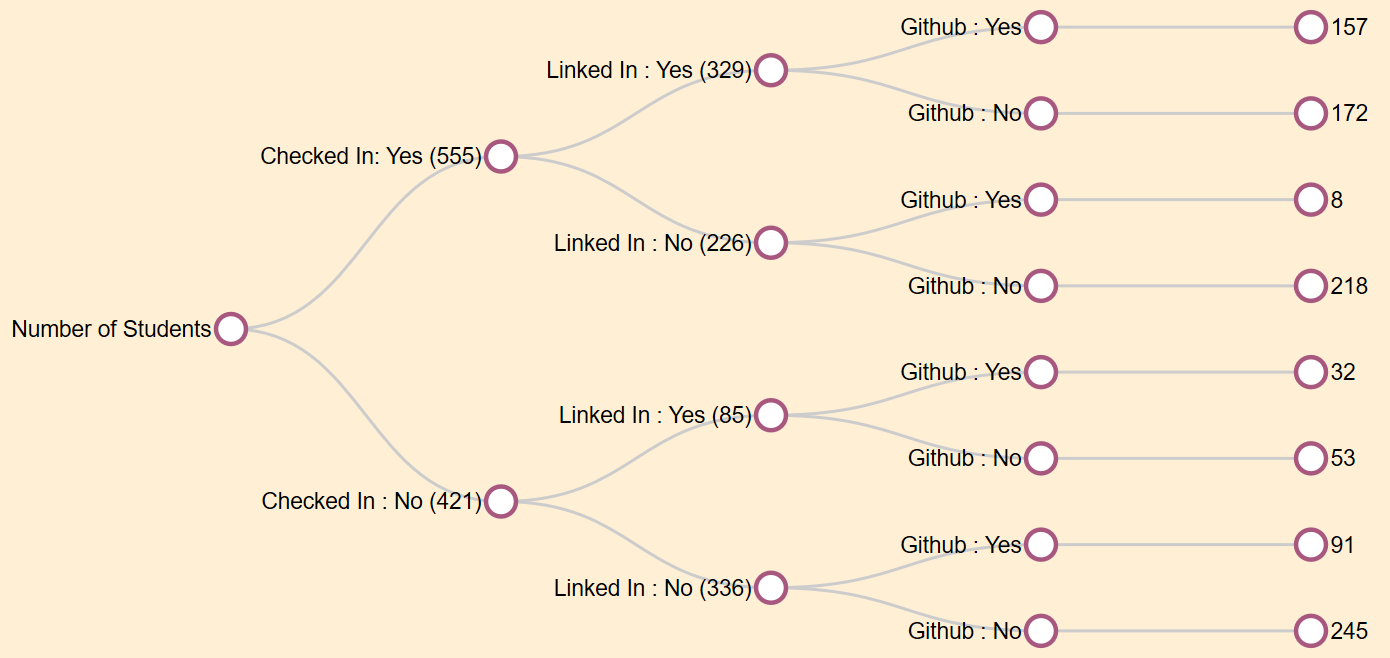 Github : Yes
157
Linked In : Yes (329)
Github : No
172
Checked In: Yes (555)
Github : Yes
8
Linked In : No (226)
Github : No
218
Number of Students
Github : Yes
32
Linked In : Yes (85)
Github : No
53
Checked In : No (421)
Github : Yes
91
Linked In : No (336)
Github : No
245